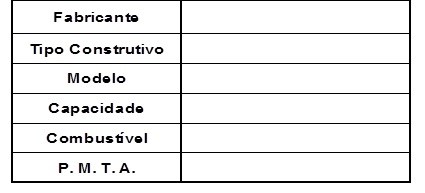 Fabricante
Tipo Construtivo
Modelo
Capacidade
Combustível
P. M. T. A.